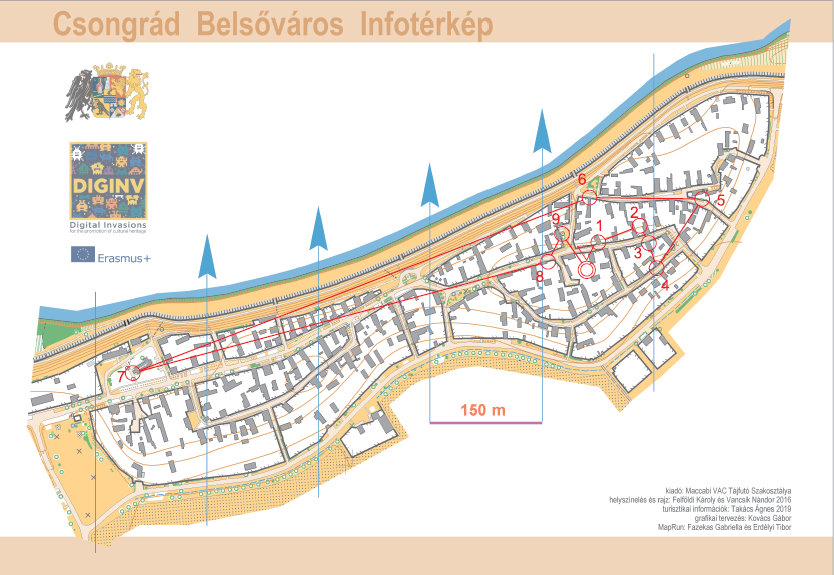 Csongrád Belsőváros Infotérkép
DIGINV
Digital Invasions
for the promotion of cultural heritage
Erasmus+
6
5
9
2
1
3
8
4
7
150 m
kiadó: Maccabi VAC Tájfutó Szakosztálya
helyszínelés és rajz: Felföldi Károly és Vancsik Nándor 2016
turisztikai információk: Takács Ágnes 2019
grafikai tervezés: Kovács Gábor
MapRun: Fazekas Gabriella és Erdélyi Tibor